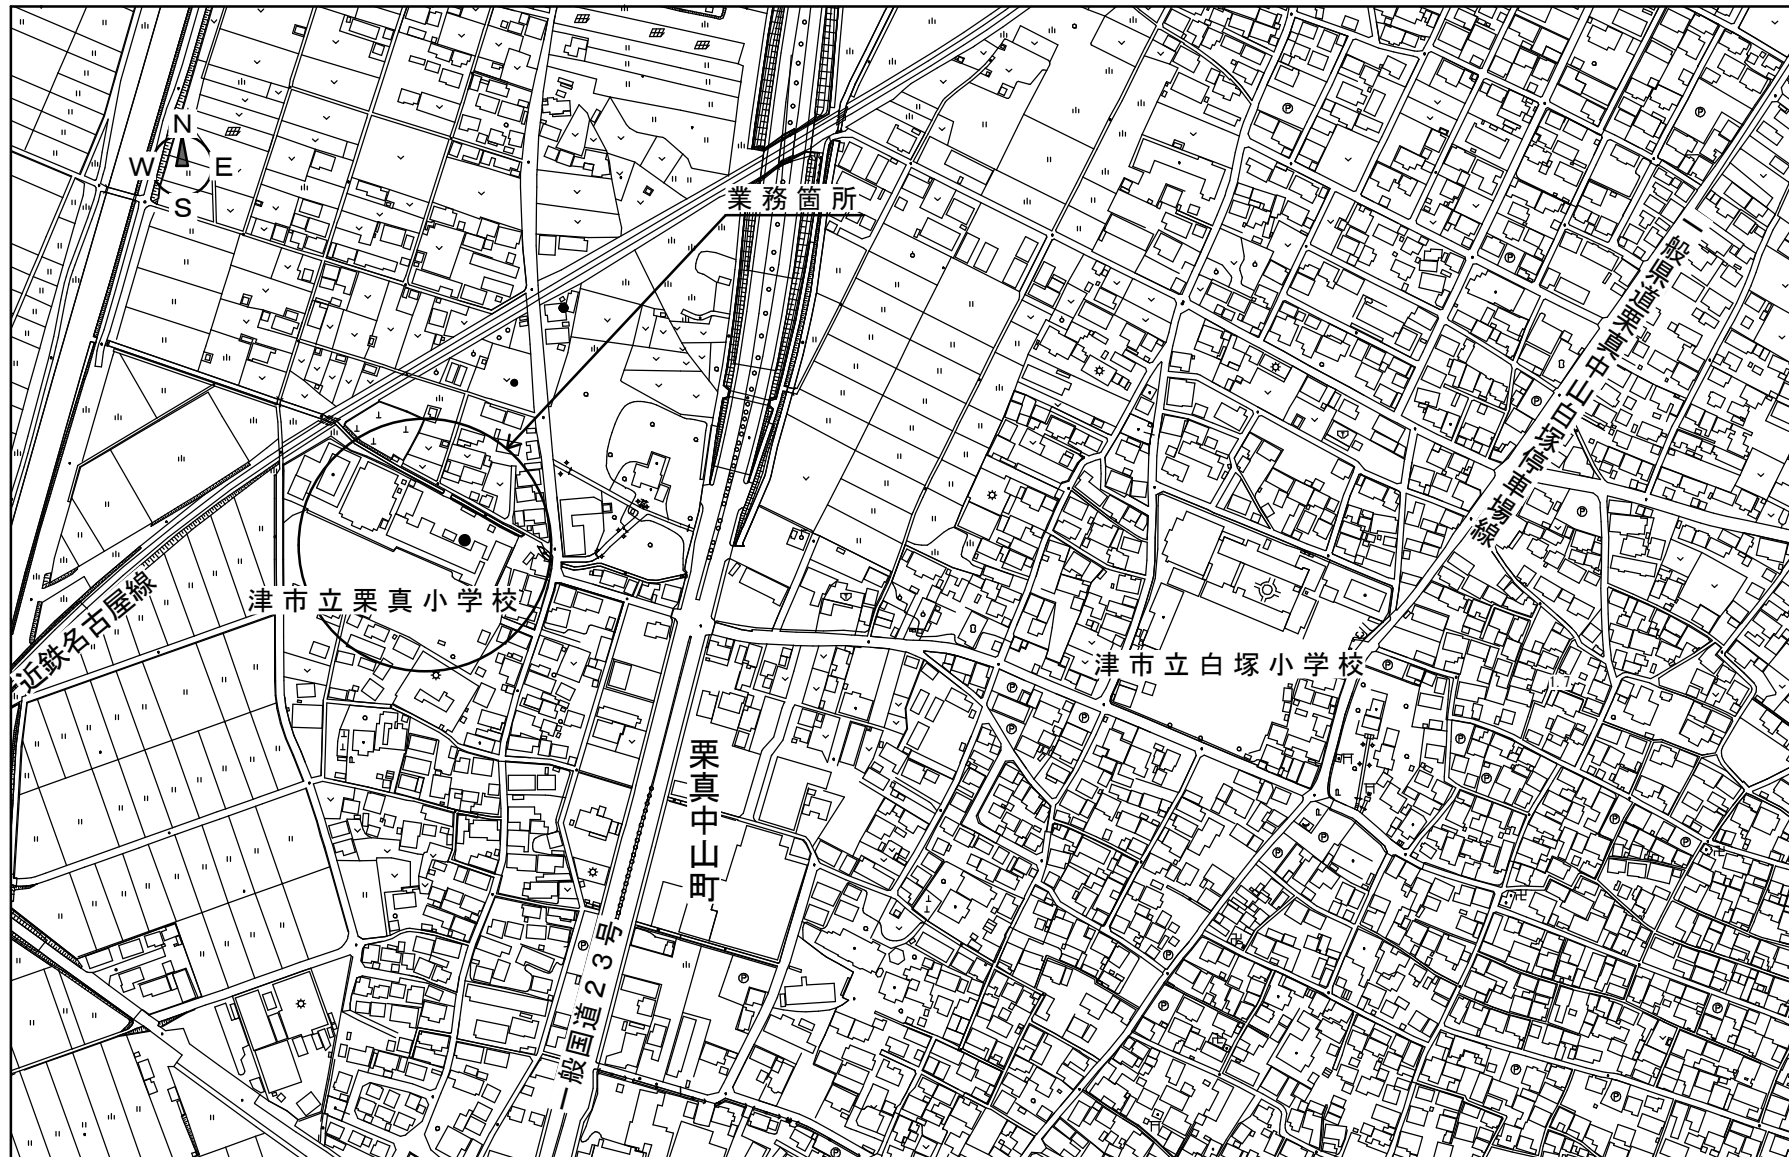 N
W E
S
業務箇所
一般県道栗真中山白塚停車場線
津市立栗真小学校
近鉄名古屋線
津市立白塚小学校
栗真中山町
一般国道23号